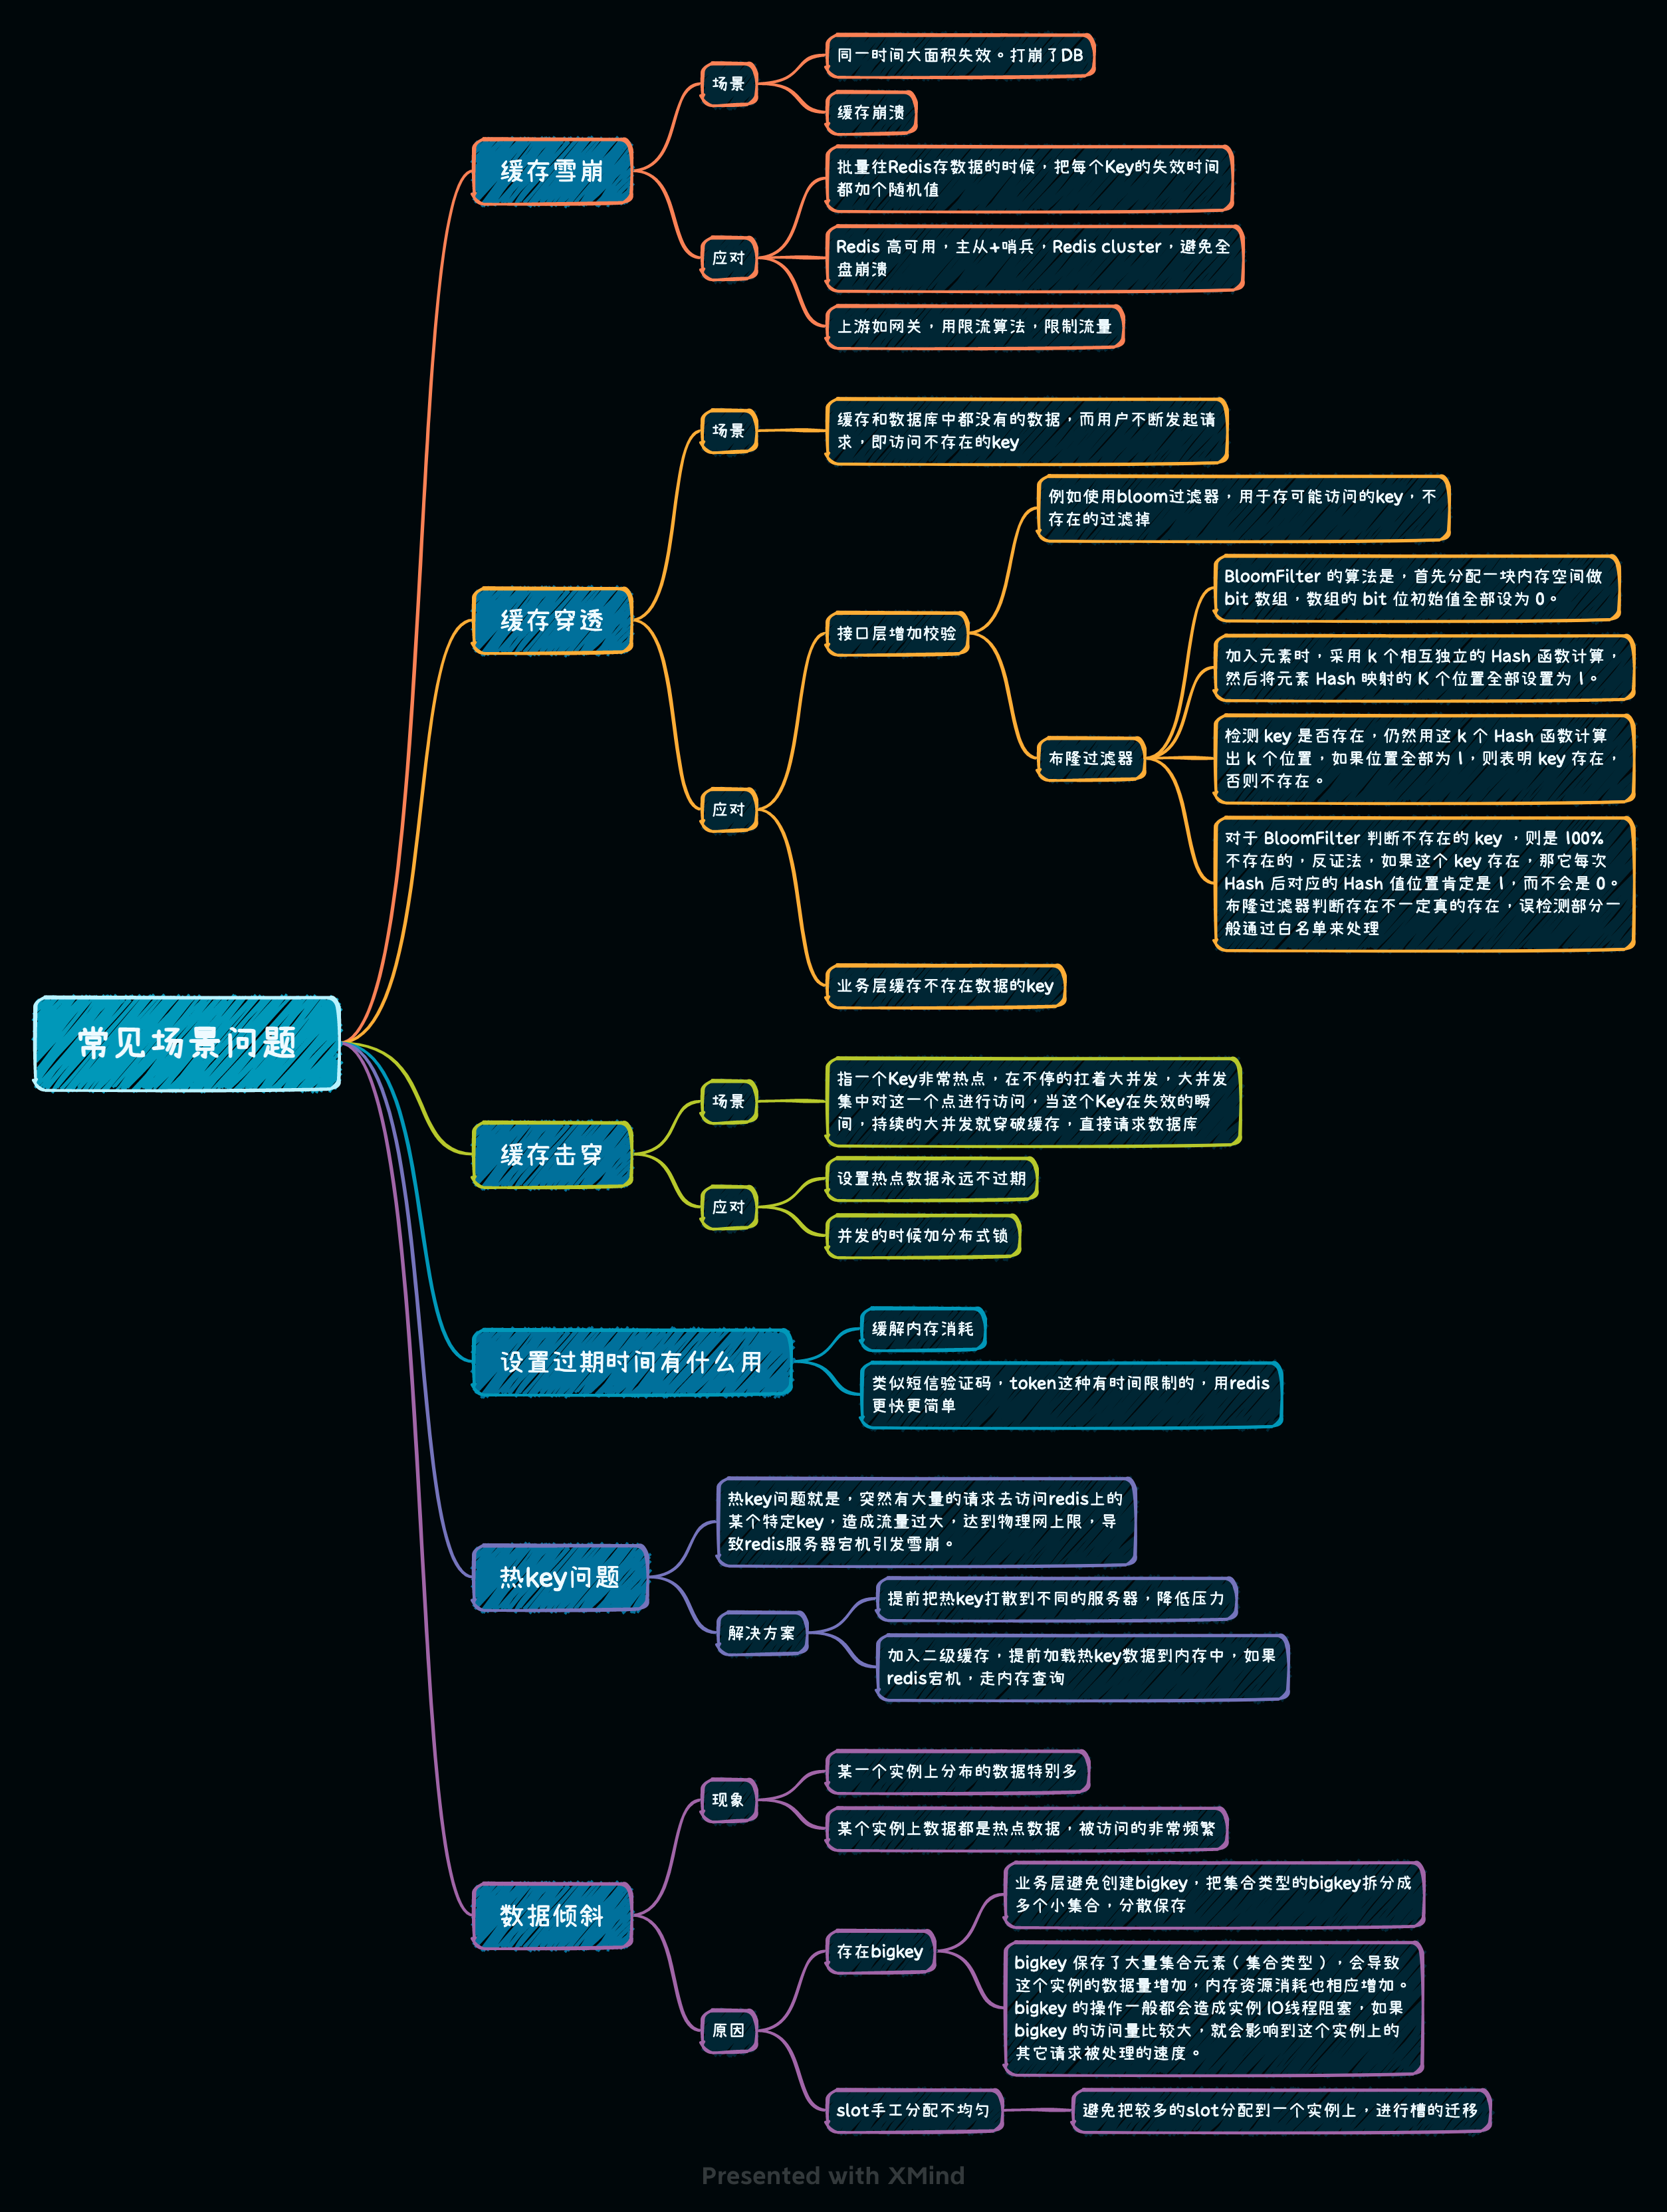 常见场景问题
缓存雪崩
场景
同一时间大面积失效。打崩了DB
缓存崩溃
应对
批量往Redis存数据的时候，把每个Key的失效时间
都加个随机值
Redis 高可用，主从+哨兵，Redis cluster，避免全
盘崩溃
上游如网关，用限流算法，限制流量
缓存穿透
场景
缓存和数据库中都没有的数据，而用户不断发起请
求，即访问不存在的key
应对
接口层增加校验
例如使用bloom过滤器，用于存可能访问的key，不
存在的过滤掉
布隆过滤器
BloomFilter 的算法是，首先分配一块内存空间做
bit 数组，数组的 bit 位初始值全部设为 0。
加入元素时，采用 k 个相互独立的 Hash 函数计算，
然后将元素 Hash 映射的 K 个位置全部设置为 1。
检测 key 是否存在，仍然用这 k 个 Hash 函数计算
出 k 个位置，如果位置全部为 1，则表明 key 存在，
否则不存在。
对于 BloomFilter 判断不存在的 key ，则是 100%
不存在的，反证法，如果这个 key 存在，那它每次
Hash 后对应的 Hash 值位置肯定是 1，而不会是 0。
布隆过滤器判断存在不一定真的存在，误检测部分一
般通过白名单来处理
业务层缓存不存在数据的key
缓存击穿
场景
指一个Key非常热点，在不停的扛着大并发，大并发
集中对这一个点进行访问，当这个Key在失效的瞬
间，持续的大并发就穿破缓存，直接请求数据库
应对
设置热点数据永远不过期
并发的时候加分布式锁
设置过期时间有什么用
缓解内存消耗
类似短信验证码，token这种有时间限制的，用redis
更快更简单
热key问题
热key问题就是，突然有大量的请求去访问redis上的
某个特定key，造成流量过大，达到物理网上限，导
致redis服务器宕机引发雪崩。
解决方案
提前把热key打散到不同的服务器，降低压力
加入二级缓存，提前加载热key数据到内存中，如果
redis宕机，走内存查询
数据倾斜
现象
某一个实例上分布的数据特别多
某个实例上数据都是热点数据，被访问的非常频繁
原因
存在bigkey
业务层避免创建bigkey，把集合类型的bigkey拆分成
多个小集合，分散保存
bigkey 保存了大量集合元素（集合类型），会导致
这个实例的数据量增加，内存资源消耗也相应增加。
bigkey 的操作一般都会造成实例 IO线程阻塞，如果
bigkey 的访问量比较大，就会影响到这个实例上的
其它请求被处理的速度。
slot手工分配不均匀
避免把较多的slot分配到一个实例上，进行槽的迁移
Presented with XMind